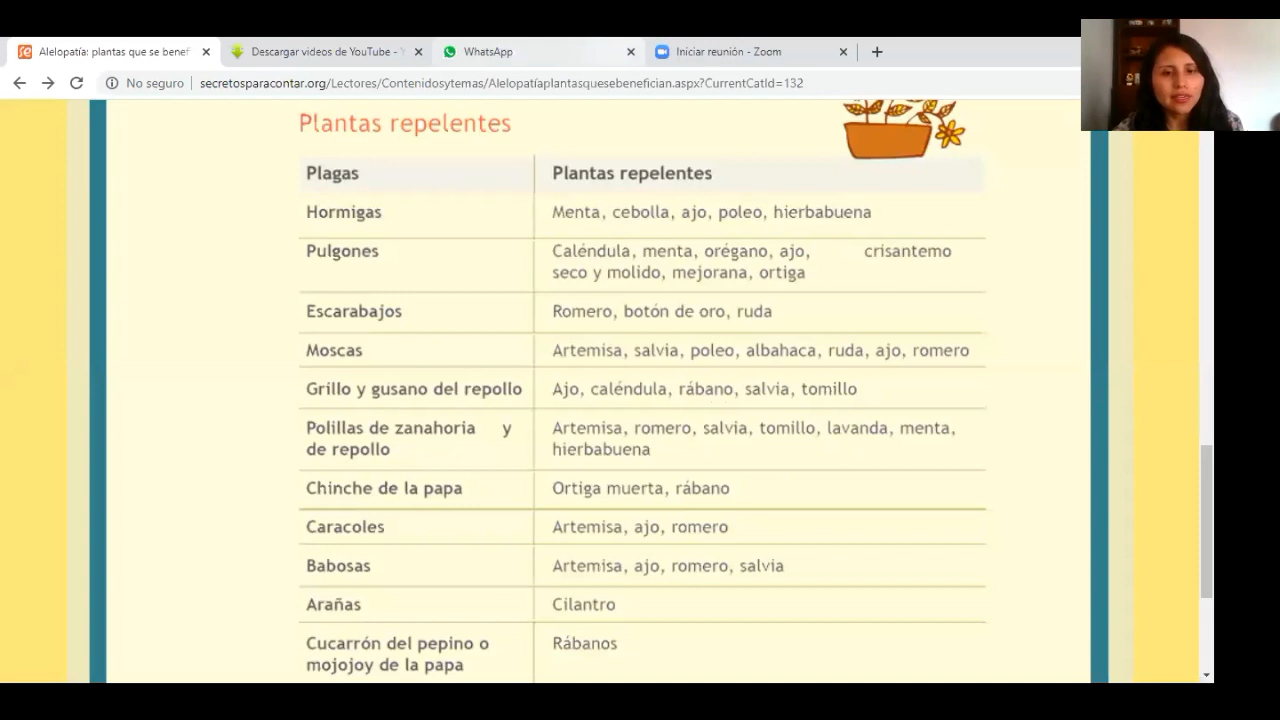 Alelopatía: plantas que se benef
Descargar videos de YouTube - Y
WhatsApp
Iniciar reunión - Zoom
No seguro
secretosparacontar.org/Lectores/Contenidosytemas/Alelopatíaplantasquesebenefician.aspx?CurrentCatId=132
Plantas repelentes
Plagas Plantas repelentes
Hormigas Menta, cebolla, ajo, poleo, hierbabuena
Pulgones Caléndula, menta, orégano, ajo, crisantemo
seco y molido, mejorana, ortiga
Escarabajos Romero, botón de oro, ruda
Moscas Artemisa, salvia, poleo, albahaca, ruda, ajo, romero
Grillo y gusano del repollo Ajo, caléndula, rábano, salvia, tomillo
Polillas de zanahoria y Artemisa, romero, salvia, tomillo, lavanda, menta,
de repollo hierbabuena
Chinche de la papa Ortiga muerta, rábano
Caracoles Artemisa, ajo, romero
Babosas Artemisa, ajo, romero, salvia
Arañas Cilantro
Cucarrón del pepino o Rábanos
mojojoy de la papa